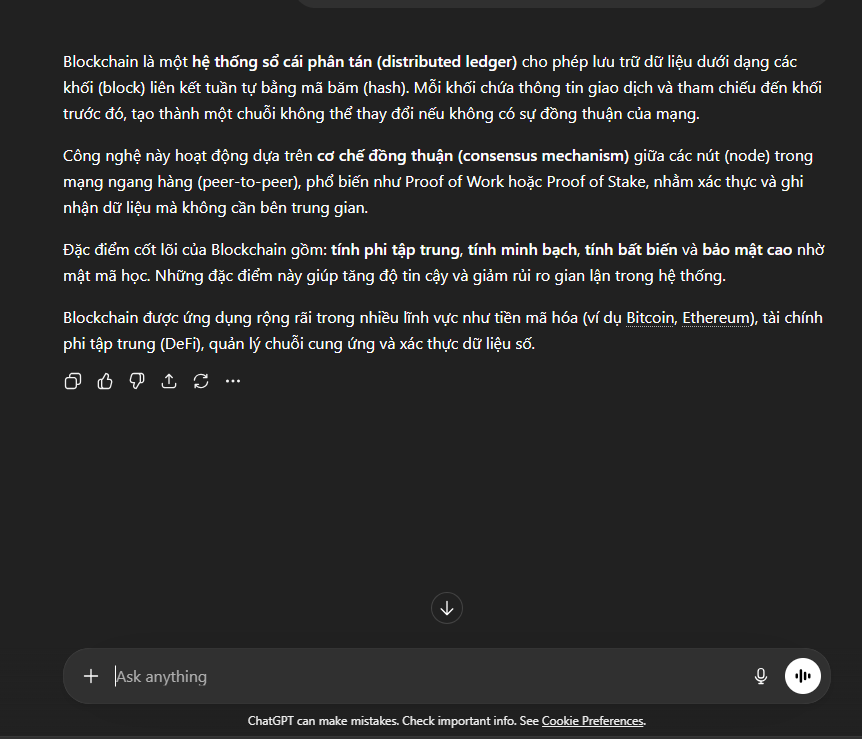 Blockchain là một hệ thống sổ cái phân tán (distributed ledger) cho phép lưu trữ dữ liệu dưới dạng các
khối (block) liên kết tuần tự bằng mã băm (hash). Mỗi khối chứa thông tin giao dịch và tham chiếu đến khối
trước đó, tạo thành một chuỗi không thể thay đổi nếu không có sự đồng thuận của mạng.
Công nghệ này hoạt động dựa trên cơ chế đồng thuận (consensus mechanism) giữa các nút (node) trong
mạng ngang hàng (peer-to-peer), phổ biến như Proof of Work hoặc Proof of Stake, nhằm xác thực và ghi
nhận dữ liệu mà không cần bên trung gian.
Đặc điểm cốt lõi của Blockchain gồm: tính phi tập trung, tính minh bạch, tính bất biến và bảo mật cao nhờ
mật mã học. Những đặc điểm này giúp tăng độ tin cậy và giảm rủi ro gian lận trong hệ thống.
Blockchain được ứng dụng rộng rãi trong nhiều lĩnh vực như tiền mã hóa (ví dụ Bitcoin, Ethereum), tài chính
phi tập trung (DeFi), quản lý chuỗi cung ứng và xác thực dữ liệu số.
Ask anything
ChatGPT can make mistakes. Check important info. See Cookie Preferences.